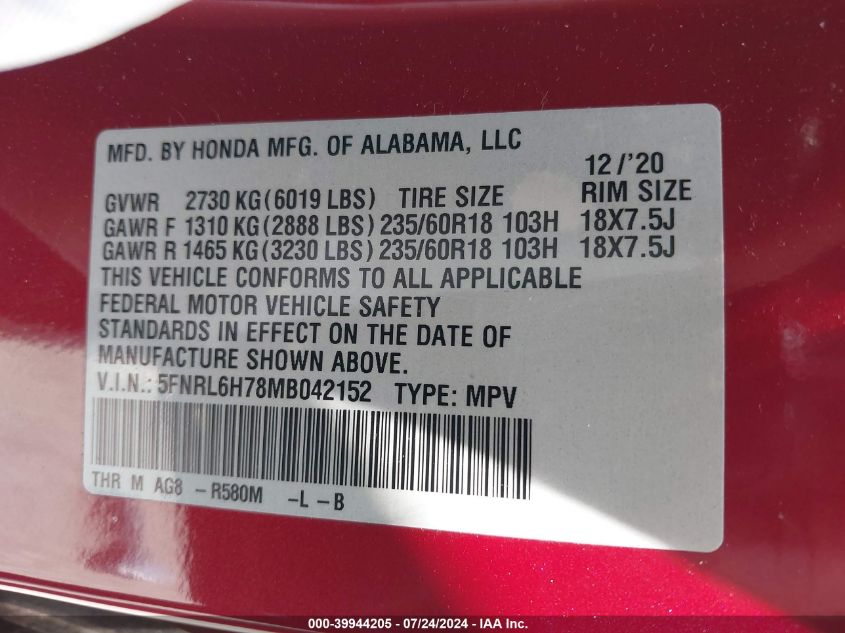 MFD. BY HONDA MFG. OF ALABAMA, LLC
12/'20
GVWR 2730 KG (6019 LBS) TIRE SIZE RIM SIZE
GAWR F 1310 KG (2888 LBS) 235/60R18 103H 18X7.5J
GAWR R 1465 KG (3230 LBS) 235/60R18 103H 18X7.5J
THIS VEHICLE CONFORMS TO ALL APPLICABLE
FEDERAL MOTOR VEHICLE SAFETY
STANDARDS IN EFFECT ON THE DATE OF
MANUFACTURE SHOWN ABOVE.
V.I.N.: 5FNRL6H78MB042152 TYPE: MPV
THR M AG8 -R580M -L-B
000-39944205 - 07/24/2024 - IAA Inc.